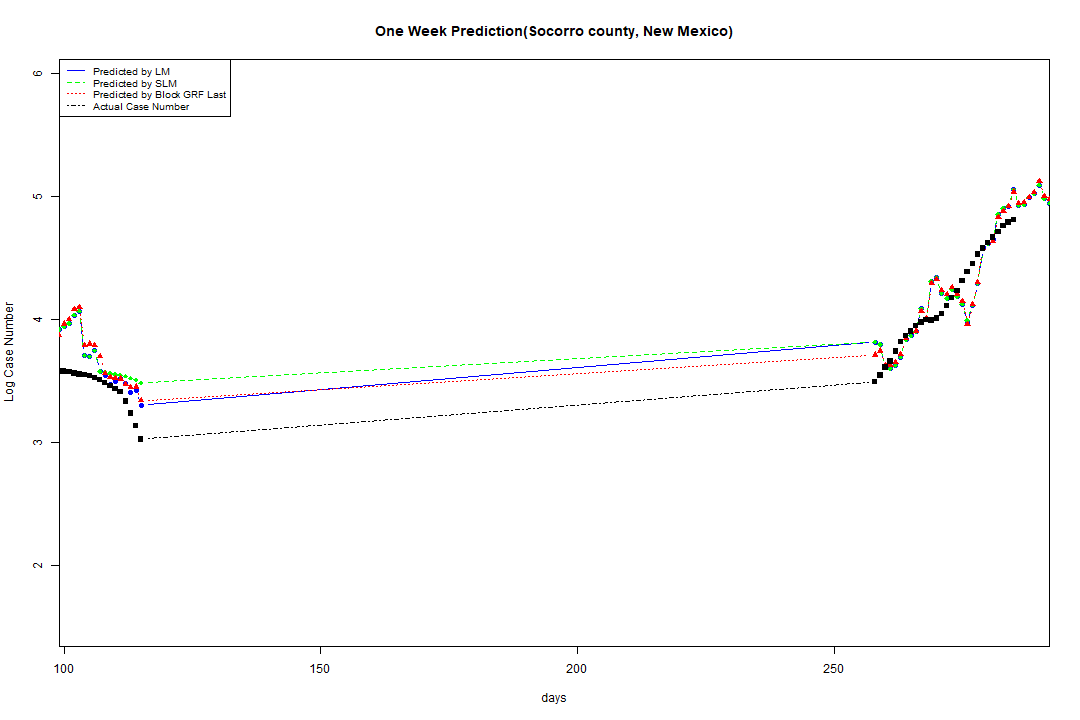 One Week Prediction(Socorro county, New Mexico)
Predicted by LM
Predicted by SLM
Predicted by Block GRF Last
Actual Case Number
Log Case Number
6
5
4
3
2
100 150 200 250
days